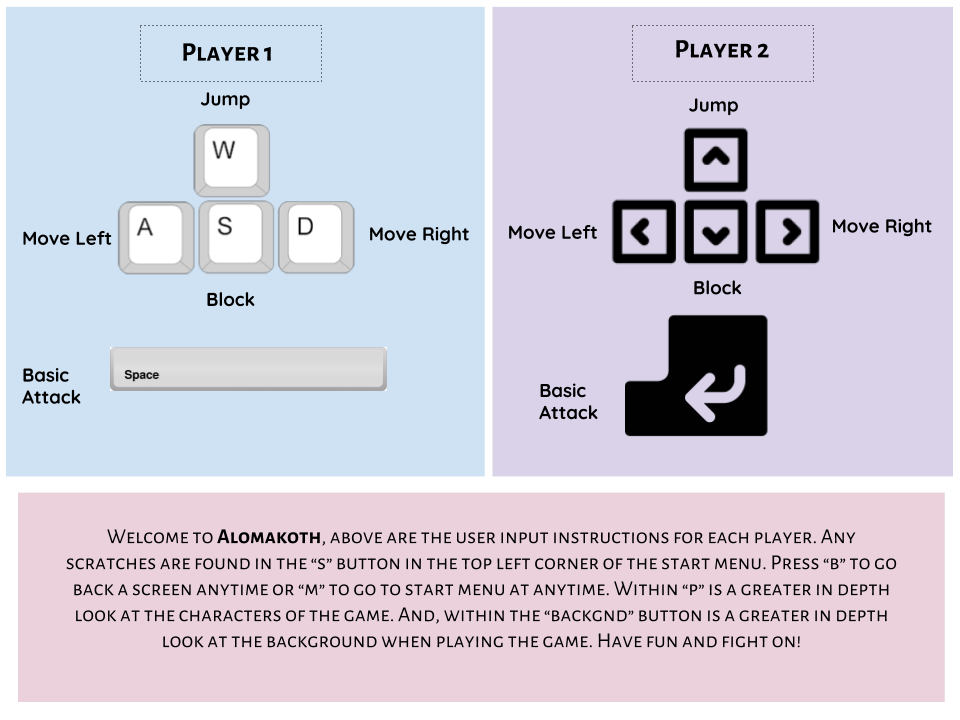 PLAYER 1
Jump
W
A
S
D
Move Left
Move Right
Block
Basic
Attack
Space
PLAYER 2
Jump
Move Left
Move Right
Block
Basic
Attack
WELCOME TO ALOMAKOTH, ABOVE ARE THE USER INPUT INSTRUCTIONS FOR EACH PLAYER. ANY
SCRATCHES ARE FOUND IN THE “S” BUTTON IN THE TOP LEFT CORNER OF THE START MENU. PRESS “B” TO GO
BACK A SCREEN ANYTIME OR “M” TO GO TO START MENU AT ANYTIME. WITHIN “P” IS A GREATER IN DEPTH
LOOK AT THE CHARACTERS OF THE GAME. AND, WITHIN THE “BACKGND” BUTTON IS A GREATER IN DEPTH
LOOK AT THE BACKGROUND WHEN PLAYING THE GAME. HAVE FUN AND FIGHT ON!